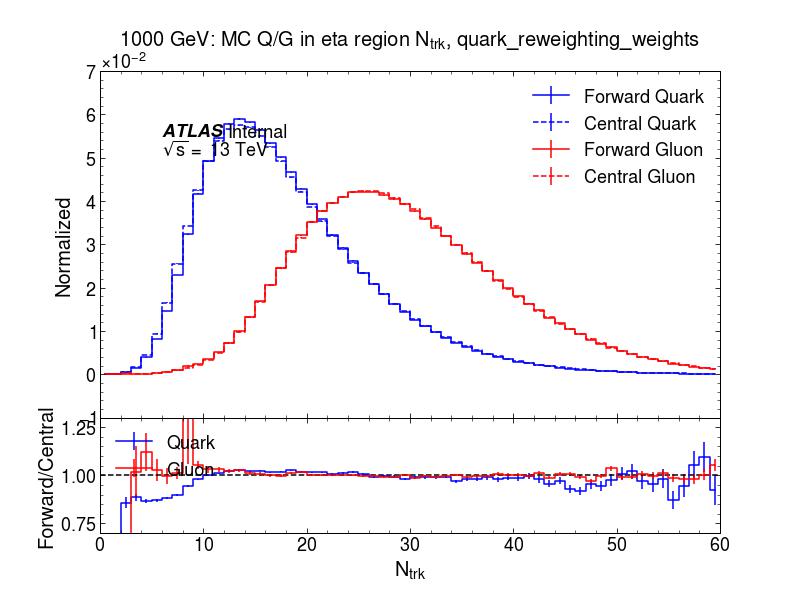 1000 GeV: MC Q/G in eta region N_trk, quark_reweighting_weights
×10⁻²
7
6
5
4
3
2
1
0
−1
Normalized
ATLAS Internal
√s = 13 TeV
Forward Quark
Central Quark
Forward Gluon
Central Gluon
1.25
1.00
0.75
Forward/Central
Quark
Gluon
0 10 20 30 40 50 60
N_trk